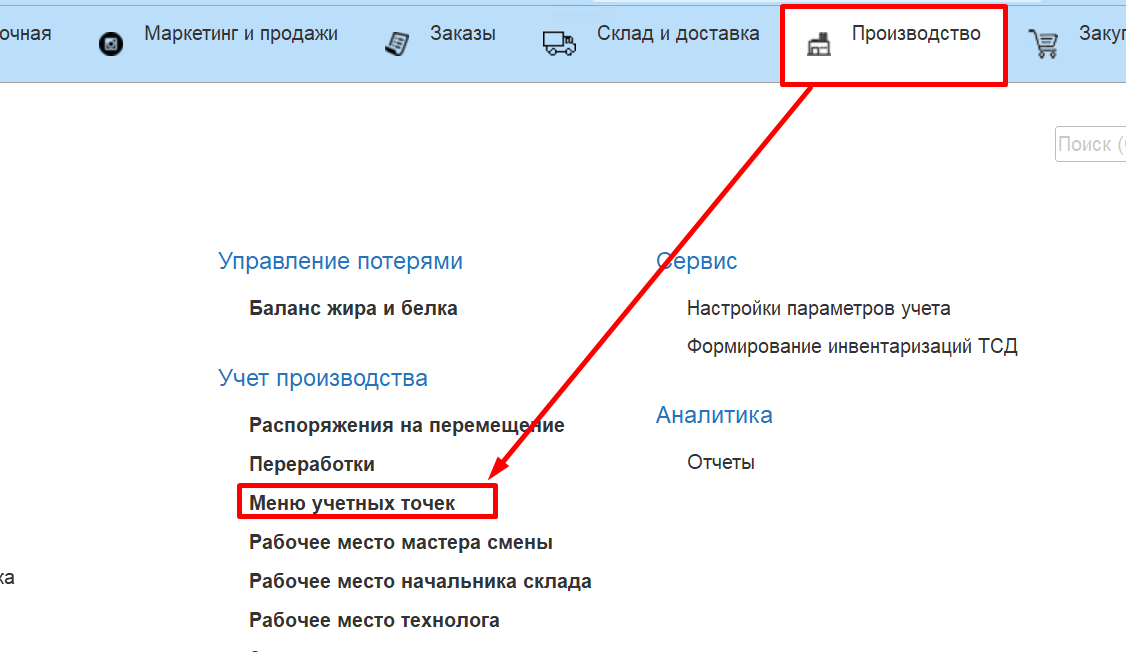 очная
Маркетинг и продажи
Заказы
Склад и доставка
Производство
Заку
Поиск (
Управление потерями
Баланс жира и белка
Учет производства
Распоряжения на перемещение
Переработки
Меню учетных точек
Рабочее место мастера смены
Рабочее место начальника склада
Рабочее место технолога
Сервис
Настройки параметров учета
Формирование инвентаризаций ТСД
Аналитика
Отчеты
ка